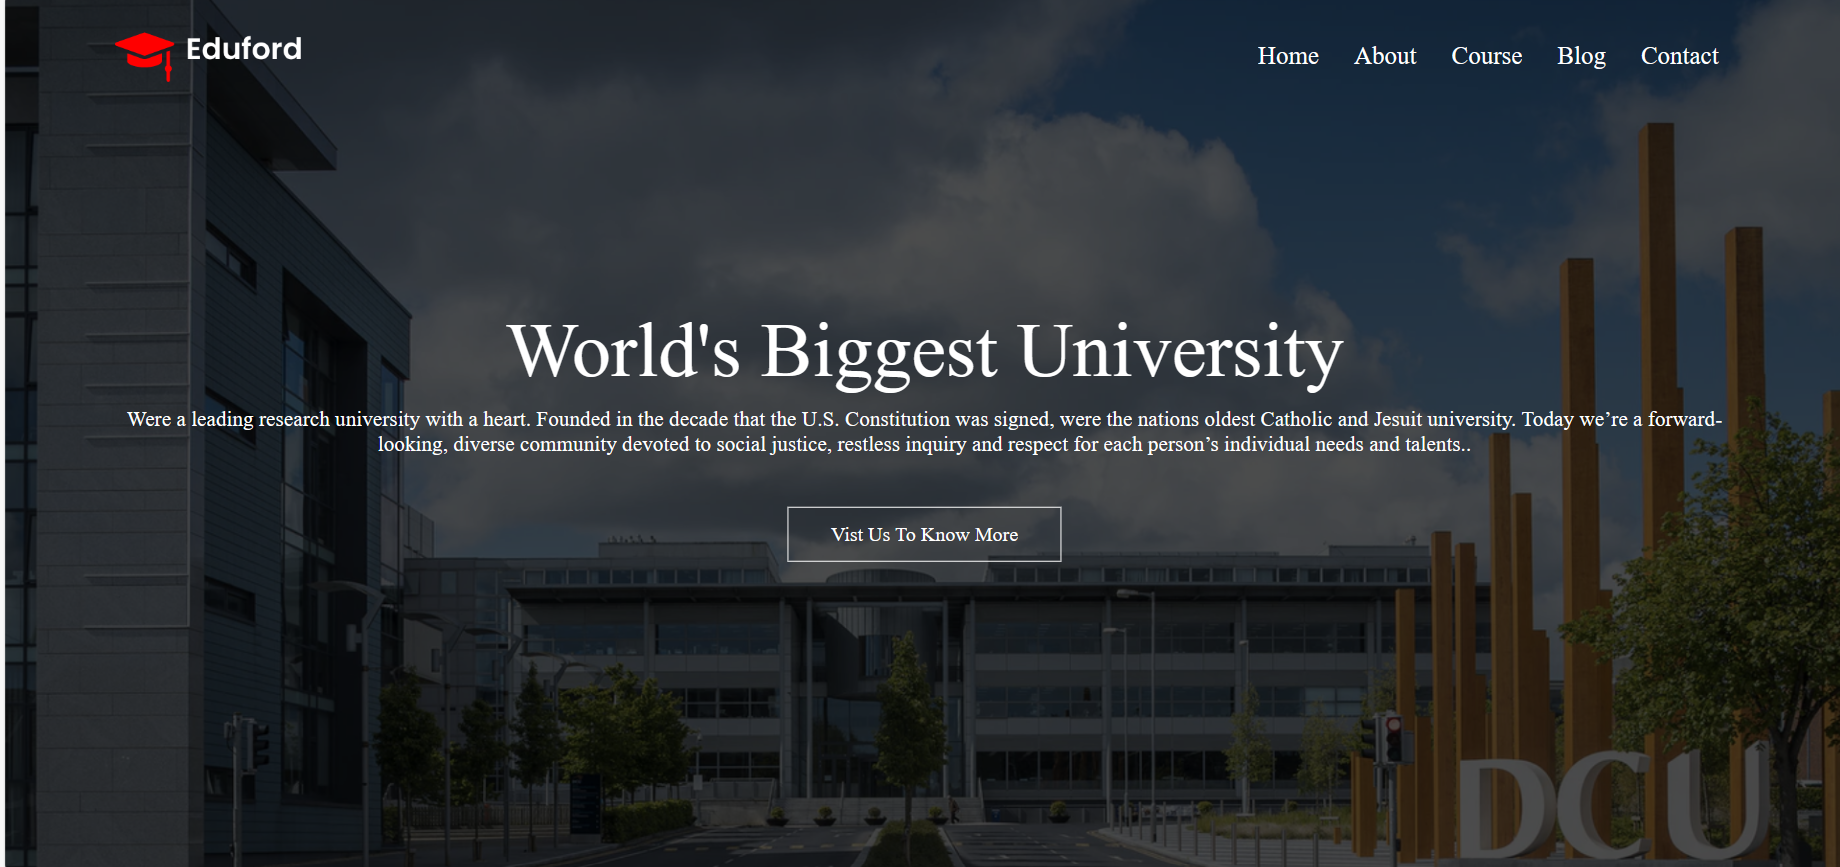 Eduford
Home About Course Blog Contact
World's Biggest University
Were a leading research university with a heart. Founded in the decade that the U.S. Constitution was signed, were the nations oldest Catholic and Jesuit university. Today we’re a forward-
looking, diverse community devoted to social justice, restless inquiry and respect for each person’s individual needs and talents..
Vist Us To Know More
DCU